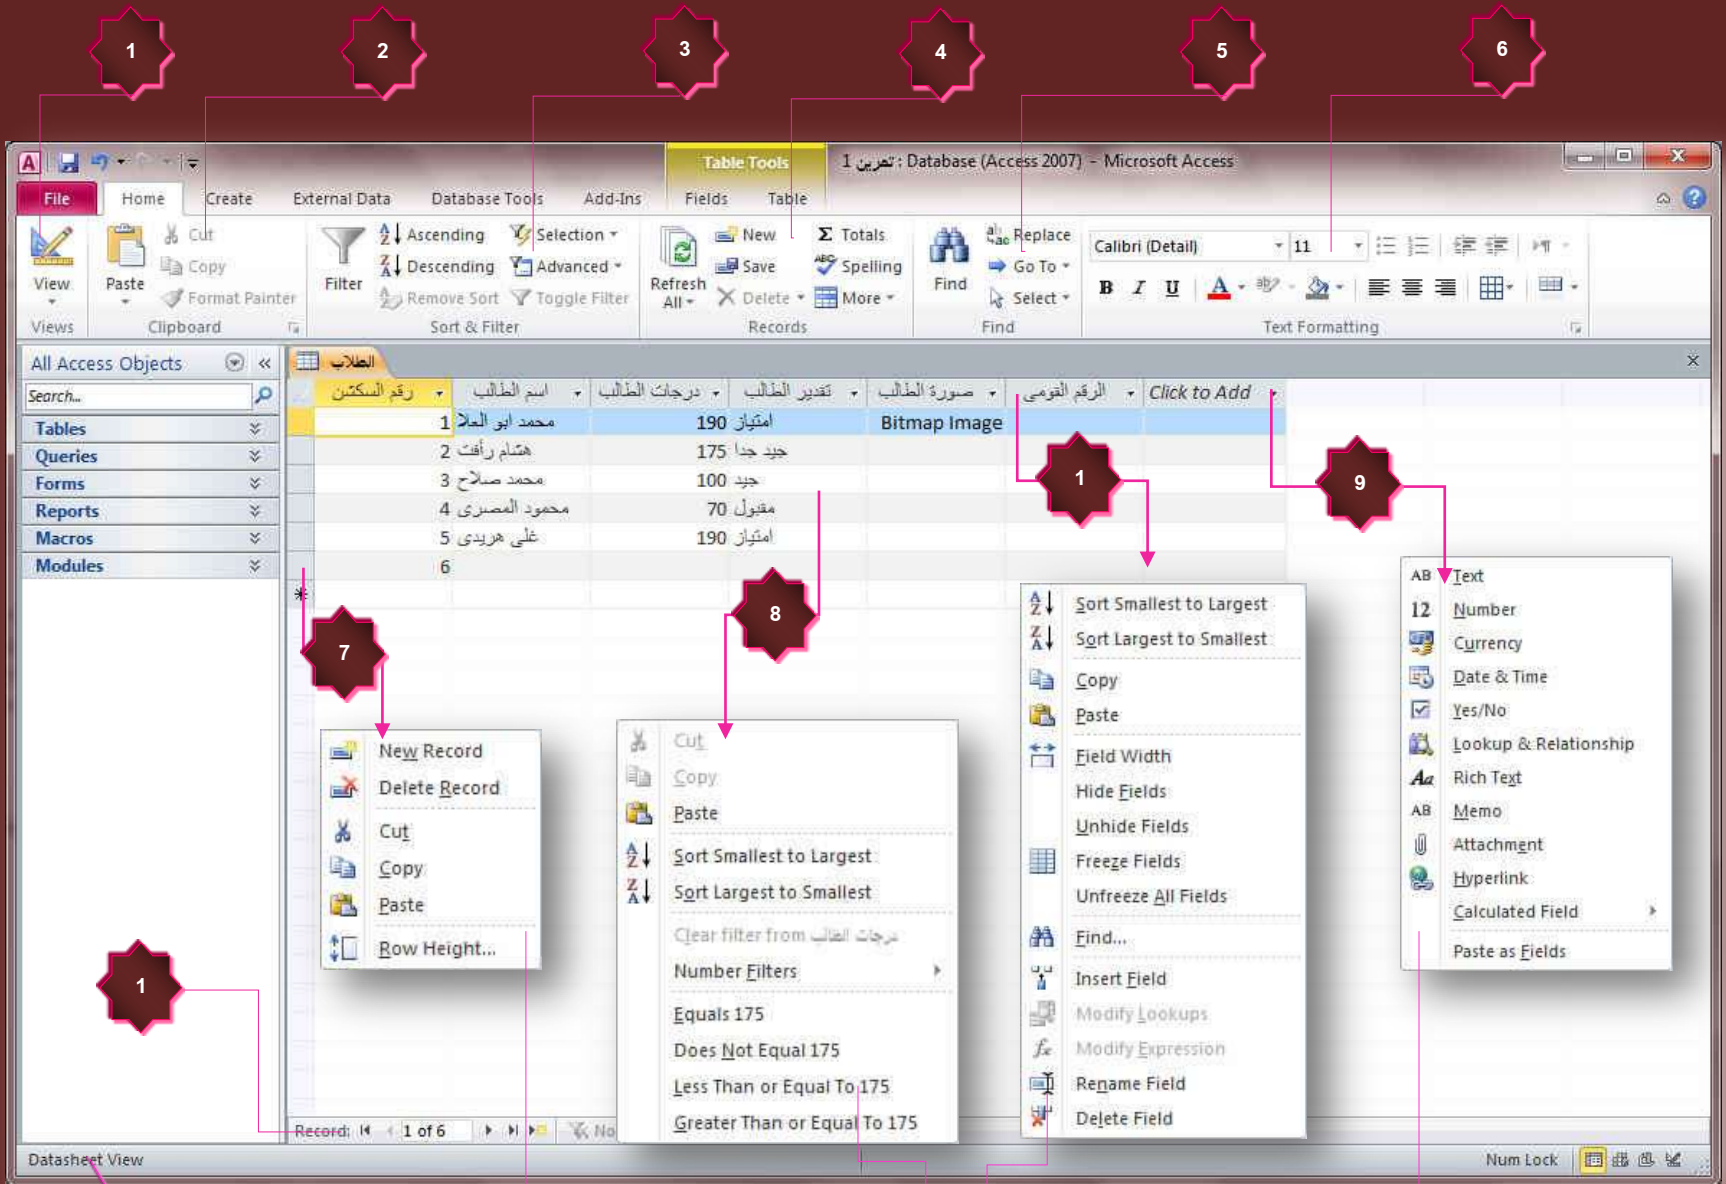 1 2 3 4 5 6
Table Tools
تمرين 1 : Database (Access 2007) - Microsoft Access
File Home Create External Data Database Tools Add-Ins Fields Table
Cut Ascending Selection New Totals Replace Calibri (Detail) 11
Copy Descending Advanced Save Spelling Go To
View Paste Format Painter Filter Remove Sort Toggle Filter Refresh All Delete More Find Select B I U A
Views Clipboard Sort & Filter Records Find Text Formatting
All Access Objects
الطلاب
Search...
رقم السكشن اسم الطالب درجات الطالب تقدير الطالب صورة الطالب الرقم القومى Click to Add
Tables
Queries
Forms
Reports
Macros
Modules
1 محمد ابو العلا 190 امتياز Bitmap Image
2 هشام رأفت 175 جيد جدا
3 محمد صلاح 100 جيد
4 محمود المصرى 70 مقبول
5 على هريدى 190 امتياز
6
1
9
8
7
1
New Record
Delete Record
Cut
Copy
Paste
Row Height...
Cut
Copy
Paste
Sort Smallest to Largest
Sort Largest to Smallest
Clear filter from درجات الطالب
Number Filters
Equals 175
Does Not Equal 175
Less Than or Equal To 175
Greater Than or Equal To 175
Sort Smallest to Largest
Sort Largest to Smallest
Copy
Paste
Field Width
Hide Fields
Unhide Fields
Freeze Fields
Unfreeze All Fields
Find...
Insert Field
Modify Lookups
Modify Expression
Rename Field
Delete Field
AB Text
12 Number
Currency
Date & Time
Yes/No
Lookup & Relationship
Aa Rich Text
AB Memo
Attachment
Hyperlink
Calculated Field
Paste as Fields
Record: 1 of 6 No
Datasheet View
Num Lock